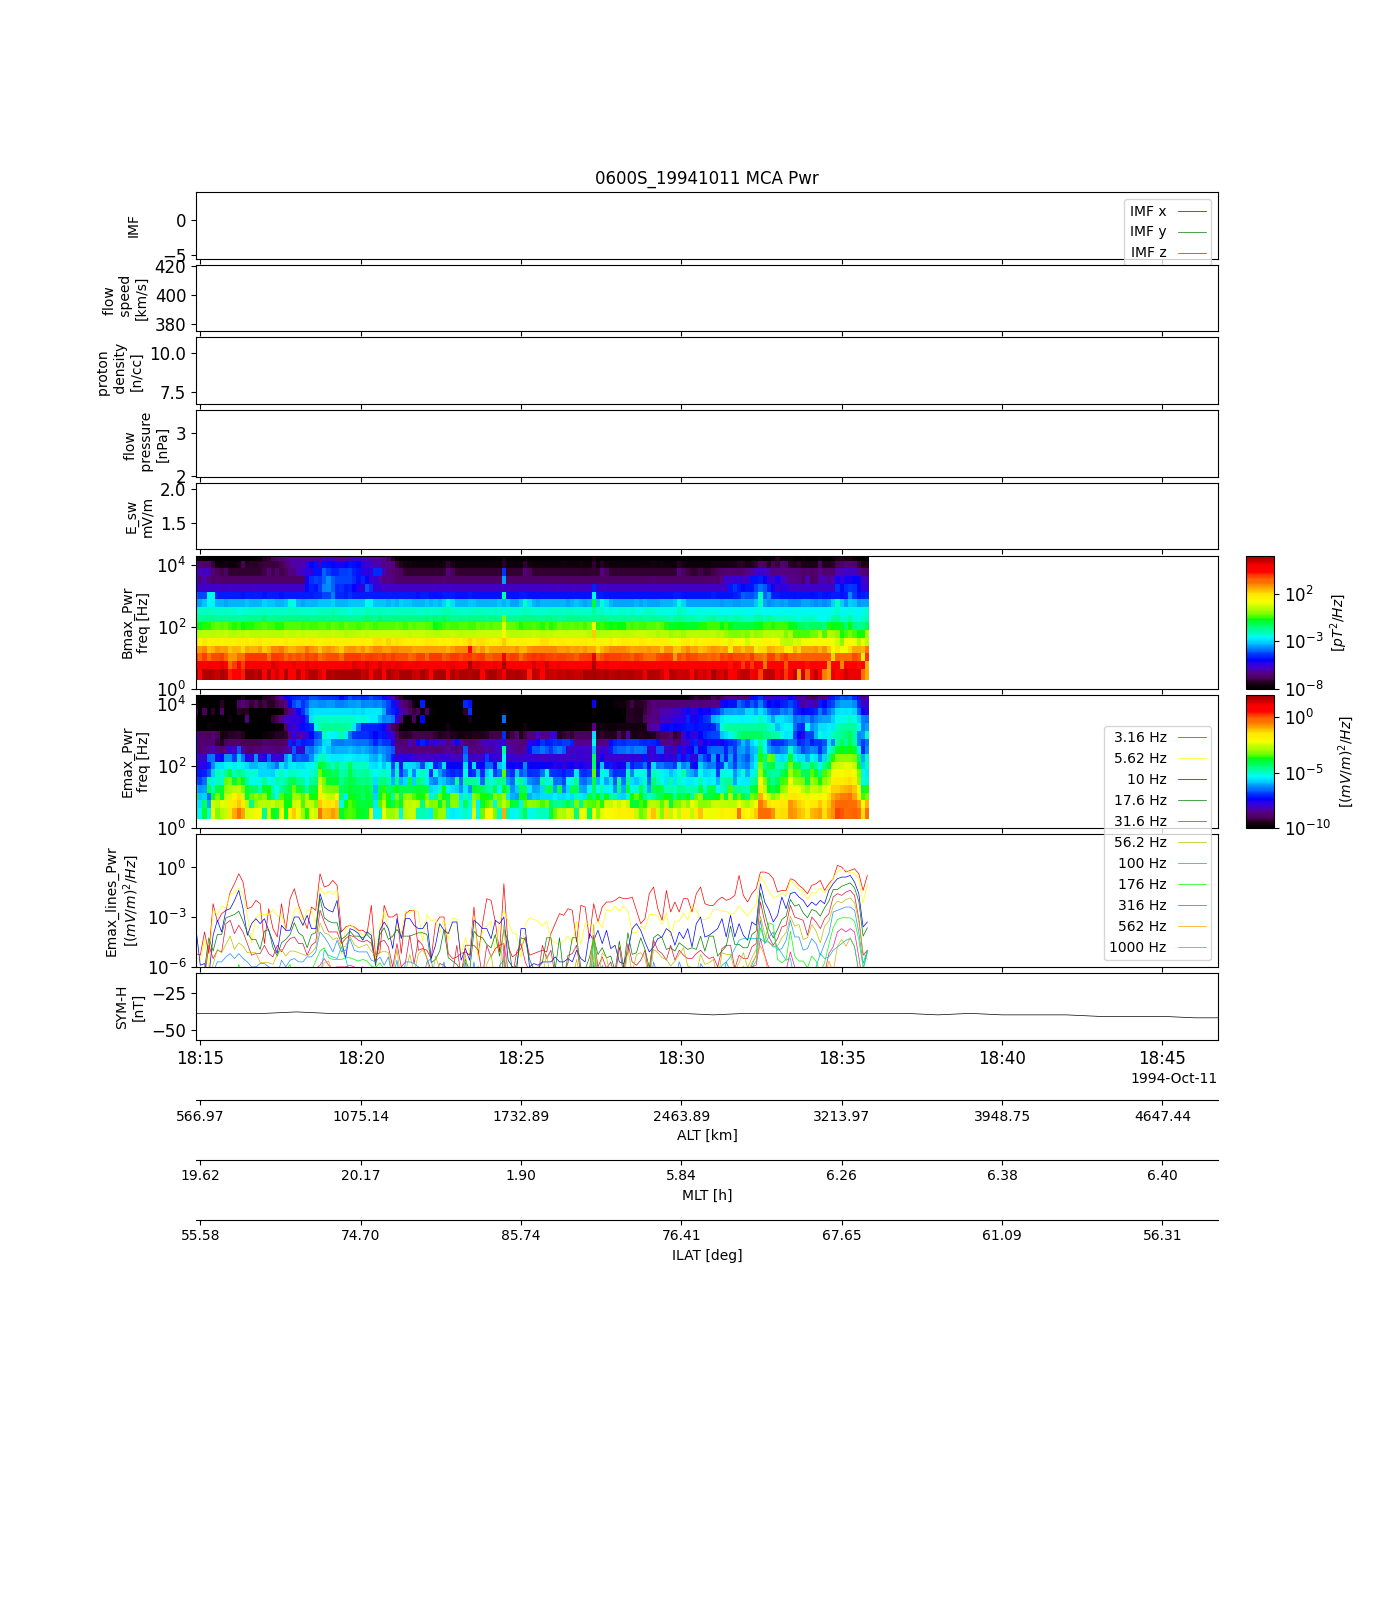 0600S_19941011 MCA Pwr
IMF
0
−5
IMF x
IMF y
IMF z
flow
speed
[km/s]
420
400
380
proton
density
[n/cc]
10.0
7.5
flow
pressure
[nPa]
3
2
E_sw
mV/m
2.0
1.5
Bmax_Pwr
freq [Hz]
10^4
10^2
10^0
10^2
10^−3
10^−8
[pT^2/Hz]
Emax_Pwr
freq [Hz]
10^4
10^2
10^0
10^0
10^−5
10^−10
[(mV/m)^2/Hz]
3.16 Hz
5.62 Hz
10 Hz
17.6 Hz
31.6 Hz
56.2 Hz
100 Hz
176 Hz
316 Hz
562 Hz
1000 Hz
Emax_lines_Pwr
[(mV/m)^2/Hz]
10^0
10^−3
10^−6
SYM-H
[nT]
−25
−50
18:15 18:20 18:25 18:30 18:35 18:40 18:45
1994-Oct-11
566.97 1075.14 1732.89 2463.89 3213.97 3948.75 4647.44
ALT [km]
19.62 20.17 1.90 5.84 6.26 6.38 6.40
MLT [h]
55.58 74.70 85.74 76.41 67.65 61.09 56.31
ILAT [deg]